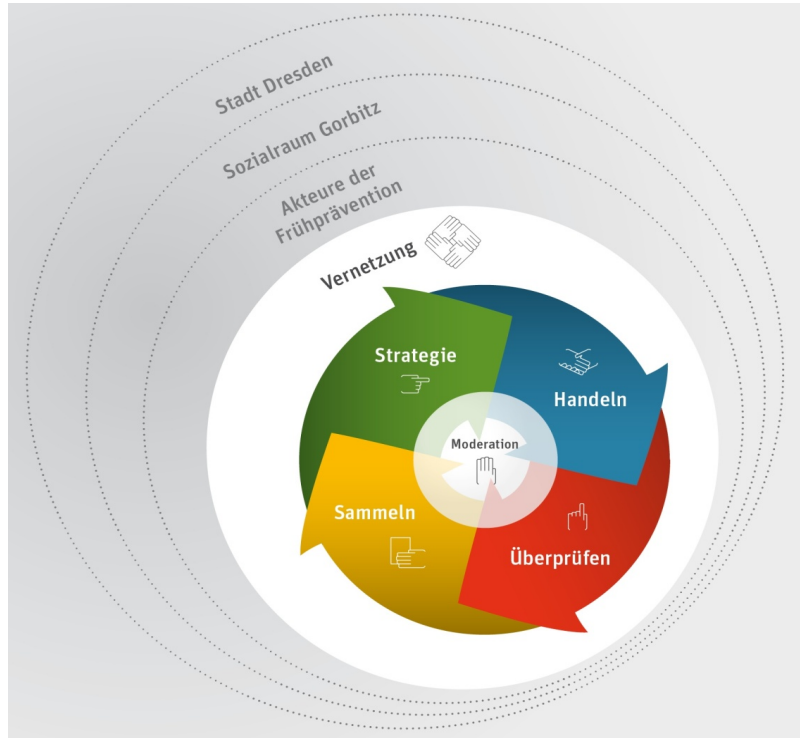 Stadt Dresden
Sozialraum Gorbitz
Akteure der
Frühprävention
Vernetzung
Strategie
Handeln
Moderation
Sammeln
Überprüfen